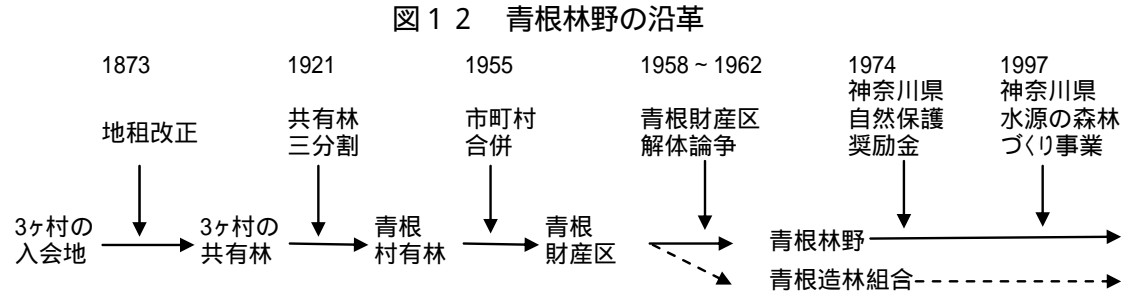 図12 青根林野の沿革
1873
1921
1955
1958～1962
1974
1997
地租改正
共有林
三分割
市町村
合併
青根財産区
解体論争
神奈川県
自然保護
奨励金
神奈川県
水源の森林
づくり事業
3ヶ村の
入会地
3ヶ村の
共有林
青根
村有林
青根
財産区
青根林野
青根造林組合